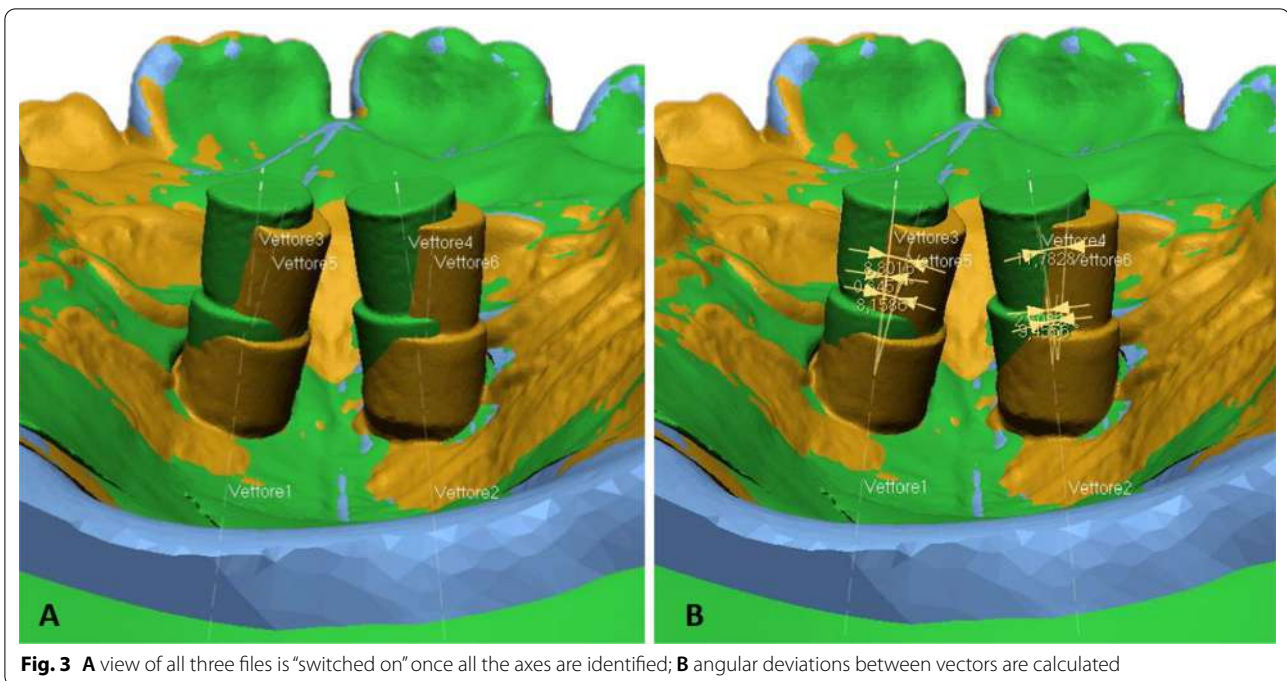 Vettore3
Vettore5
Vettore4
Vettore6
Vettore1
Vettore2
A
Vettore3
Vettore5
Vettore4
Vettore6
8,1536
Vettore1
Vettore2
B
Fig. 3 A view of all three files is “switched on” once all the axes are identified; B angular deviations between vectors are calculated